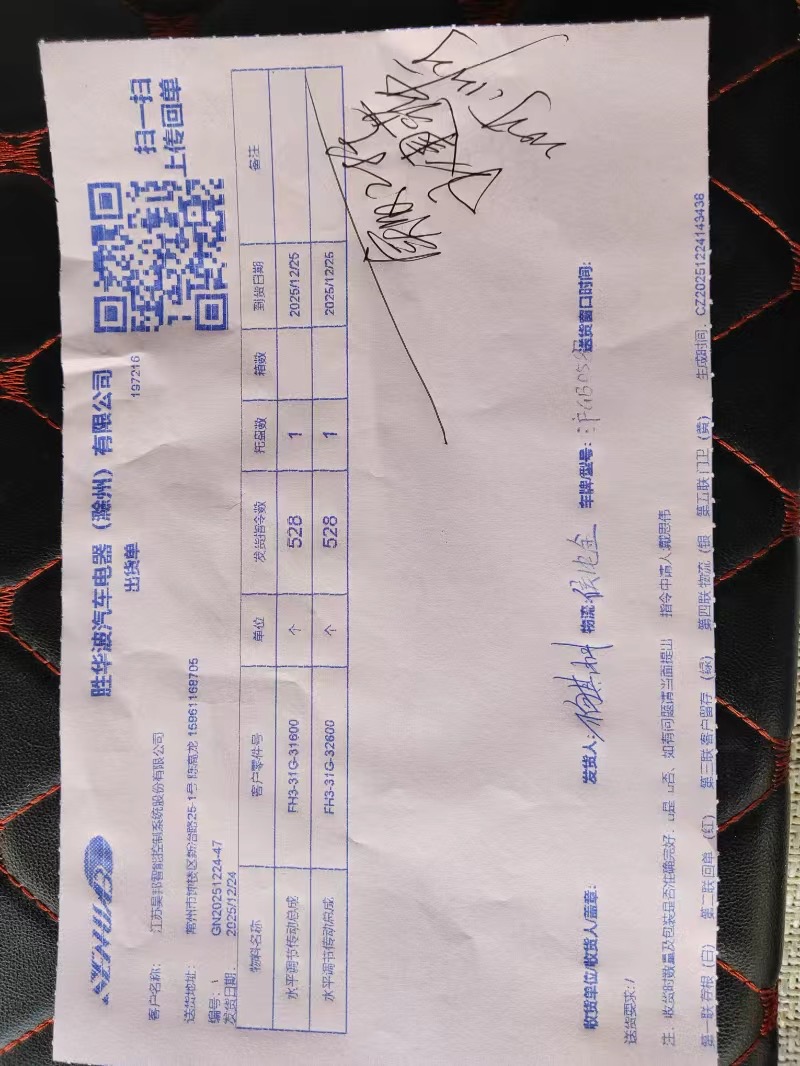 胜华波汽车电器（滁州）有限公司
出货单
197216
扫一扫
上传回单
客户名称： 江苏昊邦智能控制系统股份有限公司
送货地址： 常州市钟楼区新冶路25-1号 陈高龙 15961168705
编号：\ GN20251224-47
发货日期： 2025/12/24
物料名称 客户零件号 单位 发货指令数 托盘数 箱数 到货日期 备注
水平调节传动总成 FH3-31G-31600 个 528 1 2025/12/25
水平调节传动总成 FH3-31G-32600 个 528 1 2025/12/25
收货单位/收货人/盖章： 发货人： 物流： 车牌/型号： 送货窗口时间：
送货要求：/
注：收货时数量及包装是否准确完好：□是 □否、如有问题请当面提出 指令申请人：戴思伟
第一联 存根（白） 第二联 回单（红） 第三联 客户留存（绿） 第四联 物流（银 第五联 门卫（黄） 生成时间：CZ20251224143438